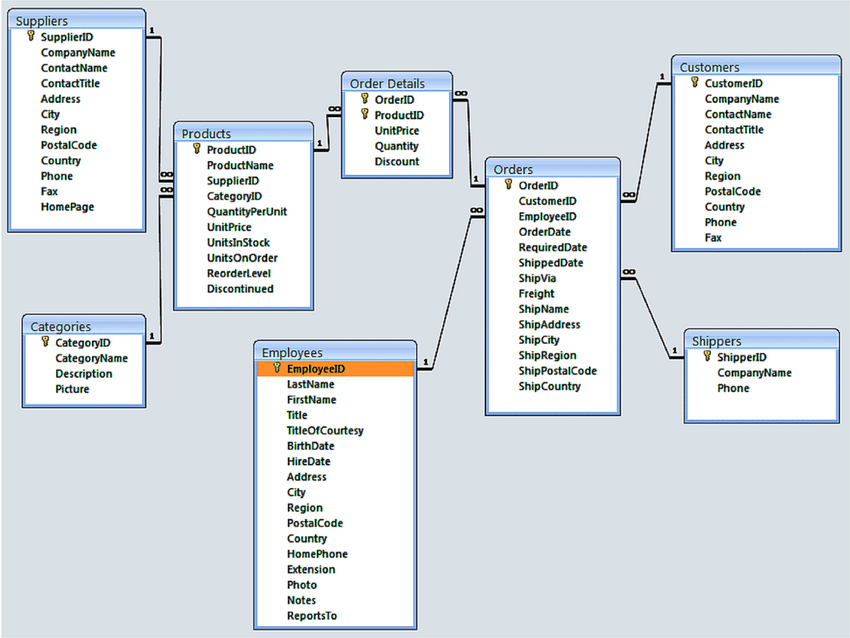 Suppliers
SupplierID
CompanyName
ContactName
ContactTitle
Address
City
Region
PostalCode
Country
Phone
Fax
HomePage
1
∞
∞
Categories
CategoryID
CategoryName
Description
Picture
1
Products
ProductID
ProductName
SupplierID
CategoryID
QuantityPerUnit
UnitPrice
UnitsInStock
UnitsOnOrder
ReorderLevel
Discontinued
1
∞
Order Details
OrderID
ProductID
UnitPrice
Quantity
Discount
∞
1
∞
Employees
EmployeeID
LastName
FirstName
Title
TitleOfCourtesy
BirthDate
HireDate
Address
City
Region
PostalCode
Country
HomePhone
Extension
Photo
Notes
ReportsTo
1
Orders
OrderID
CustomerID
EmployeeID
OrderDate
RequiredDate
ShippedDate
ShipVia
Freight
ShipName
ShipAddress
ShipCity
ShipRegion
ShipPostalCode
ShipCountry
∞
∞
1
Customers
CustomerID
CompanyName
ContactName
ContactTitle
Address
City
Region
PostalCode
Country
Phone
Fax
1
Shippers
ShipperID
CompanyName
Phone